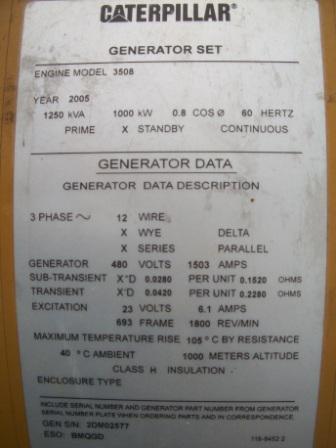 CATERPILLAR®
GENERATOR SET
ENGINE MODEL 3508
YEAR 2005
1250 kVA 1000 kW 0.8 COS Ø 60 HERTZ
PRIME X STANDBY CONTINUOUS
GENERATOR DATA
GENERATOR DATA DESCRIPTION
3 PHASE ~ 12 WIRE
X WYE DELTA
X SERIES PARALLEL
GENERATOR 480 VOLTS 1503 AMPS
SUB-TRANSIENT X"D 0.0280 PER UNIT 0.1520 OHMS
TRANSIENT X'D 0.0420 PER UNIT 0.2280 OHMS
EXCITATION 23 VOLTS 6.1 AMPS
693 FRAME 1800 REV/MIN
MAXIMUM TEMPERATURE RISE 105 °C BY RESISTANCE
40 °C AMBIENT 1000 METERS ALTITUDE
CLASS H INSULATION
ENCLOSURE TYPE
INCLUDE SERIAL NUMBER AND GENERATOR PART NUMBER FROM GENERATOR
SERIAL NUMBER PLATE WHEN ORDERING PARTS AND IN CORRESPONDENCE.
GEN S/N: 2DM02577
ESO: BMQGD 118-8452 2